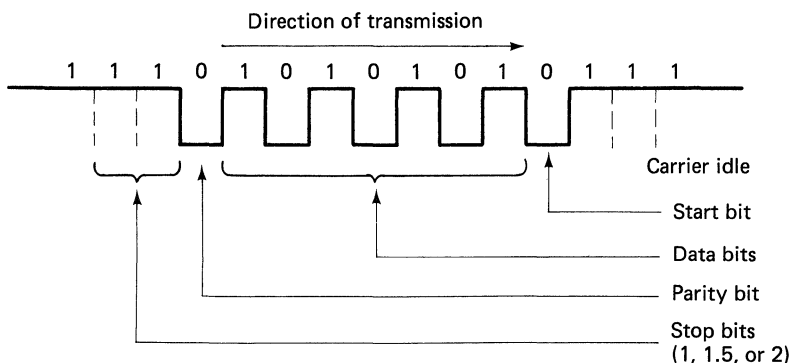 Direction of transmission
1 1 1 0 1 0 1 0 1 0 1 0 1 1 1
Carrier idle
Start bit
Data bits
Parity bit
Stop bits
(1, 1.5, or 2)